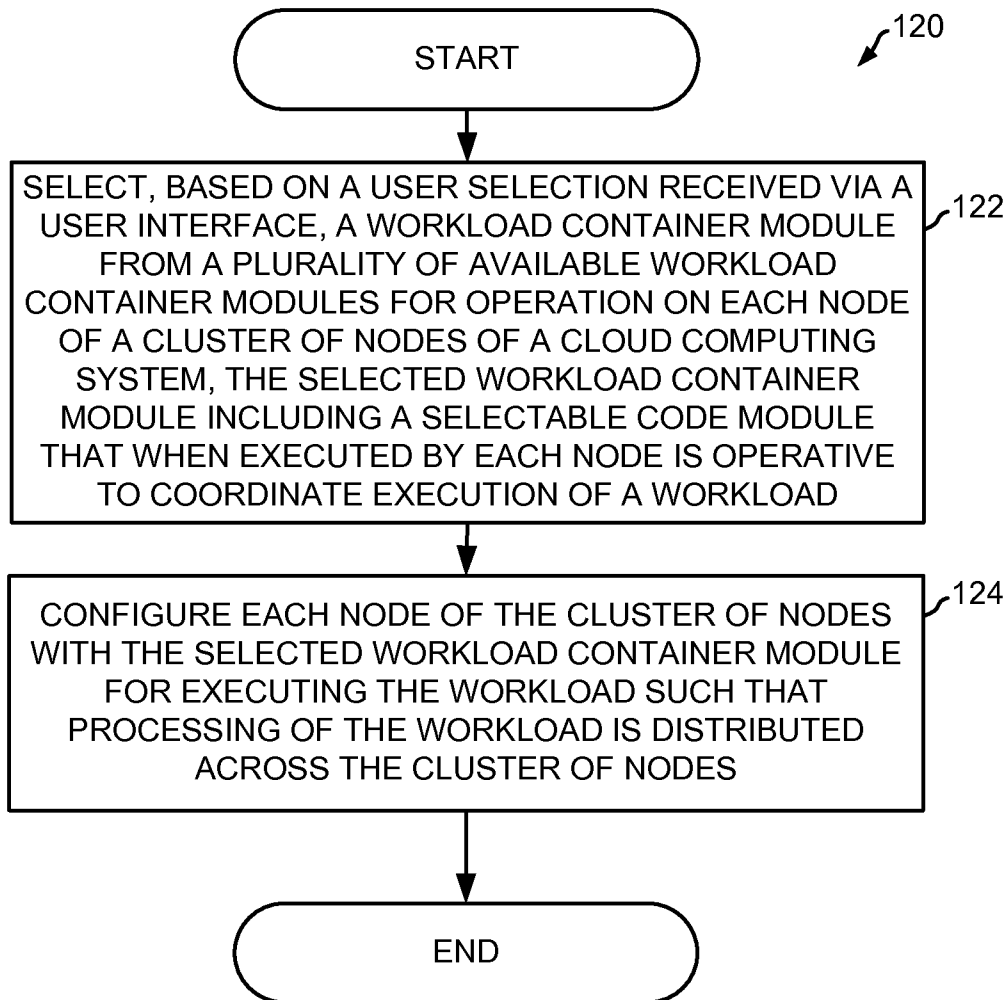 START
120
SELECT, BASED ON A USER SELECTION RECEIVED VIA A
USER INTERFACE, A WORKLOAD CONTAINER MODULE
FROM A PLURALITY OF AVAILABLE WORKLOAD
CONTAINER MODULES FOR OPERATION ON EACH NODE
OF A CLUSTER OF NODES OF A CLOUD COMPUTING
SYSTEM, THE SELECTED WORKLOAD CONTAINER
MODULE INCLUDING A SELECTABLE CODE MODULE
THAT WHEN EXECUTED BY EACH NODE IS OPERATIVE
TO COORDINATE EXECUTION OF A WORKLOAD
122
CONFIGURE EACH NODE OF THE CLUSTER OF NODES
WITH THE SELECTED WORKLOAD CONTAINER MODULE
FOR EXECUTING THE WORKLOAD SUCH THAT
PROCESSING OF THE WORKLOAD IS DISTRIBUTED
ACROSS THE CLUSTER OF NODES
124
END